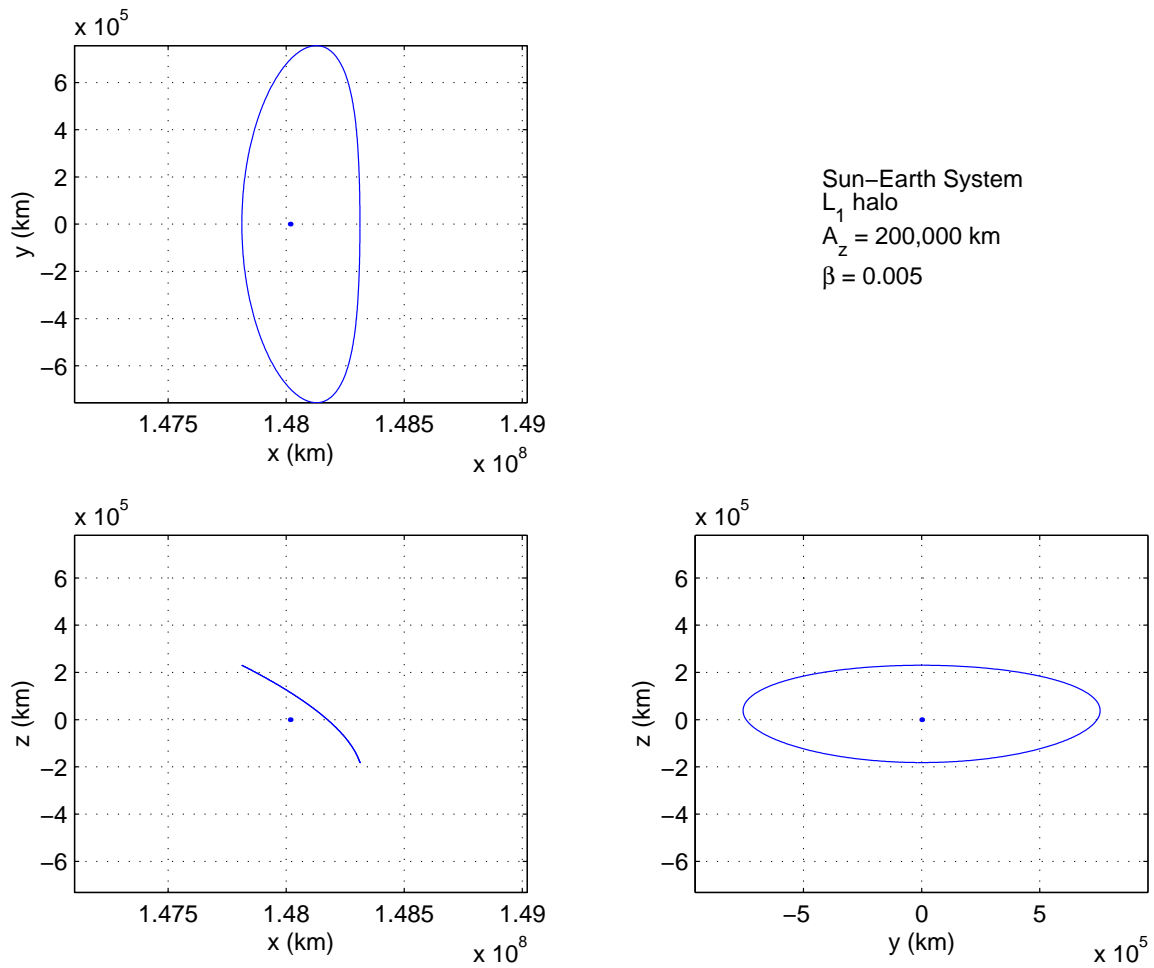 x 10^5
6
4
2
0
−2
−4
−6
y (km)
1.475
1.48
1.485
1.49
x (km)
x 10^8
Sun−Earth System
L_1 halo
A_z = 200,000 km
β = 0.005
x 10^5
6
4
2
0
−2
−4
−6
z (km)
1.475
1.48
1.485
1.49
x (km)
x 10^8
x 10^5
6
4
2
0
−2
−4
−6
z (km)
−5
0
5
y (km)
x 10^5